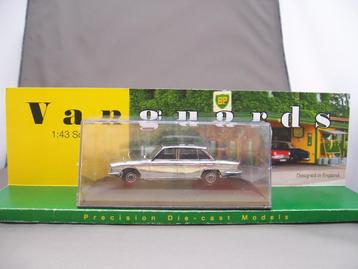 Vanguards
BP
1:43 Sc
Designed in England.
Precision Die-cast Models